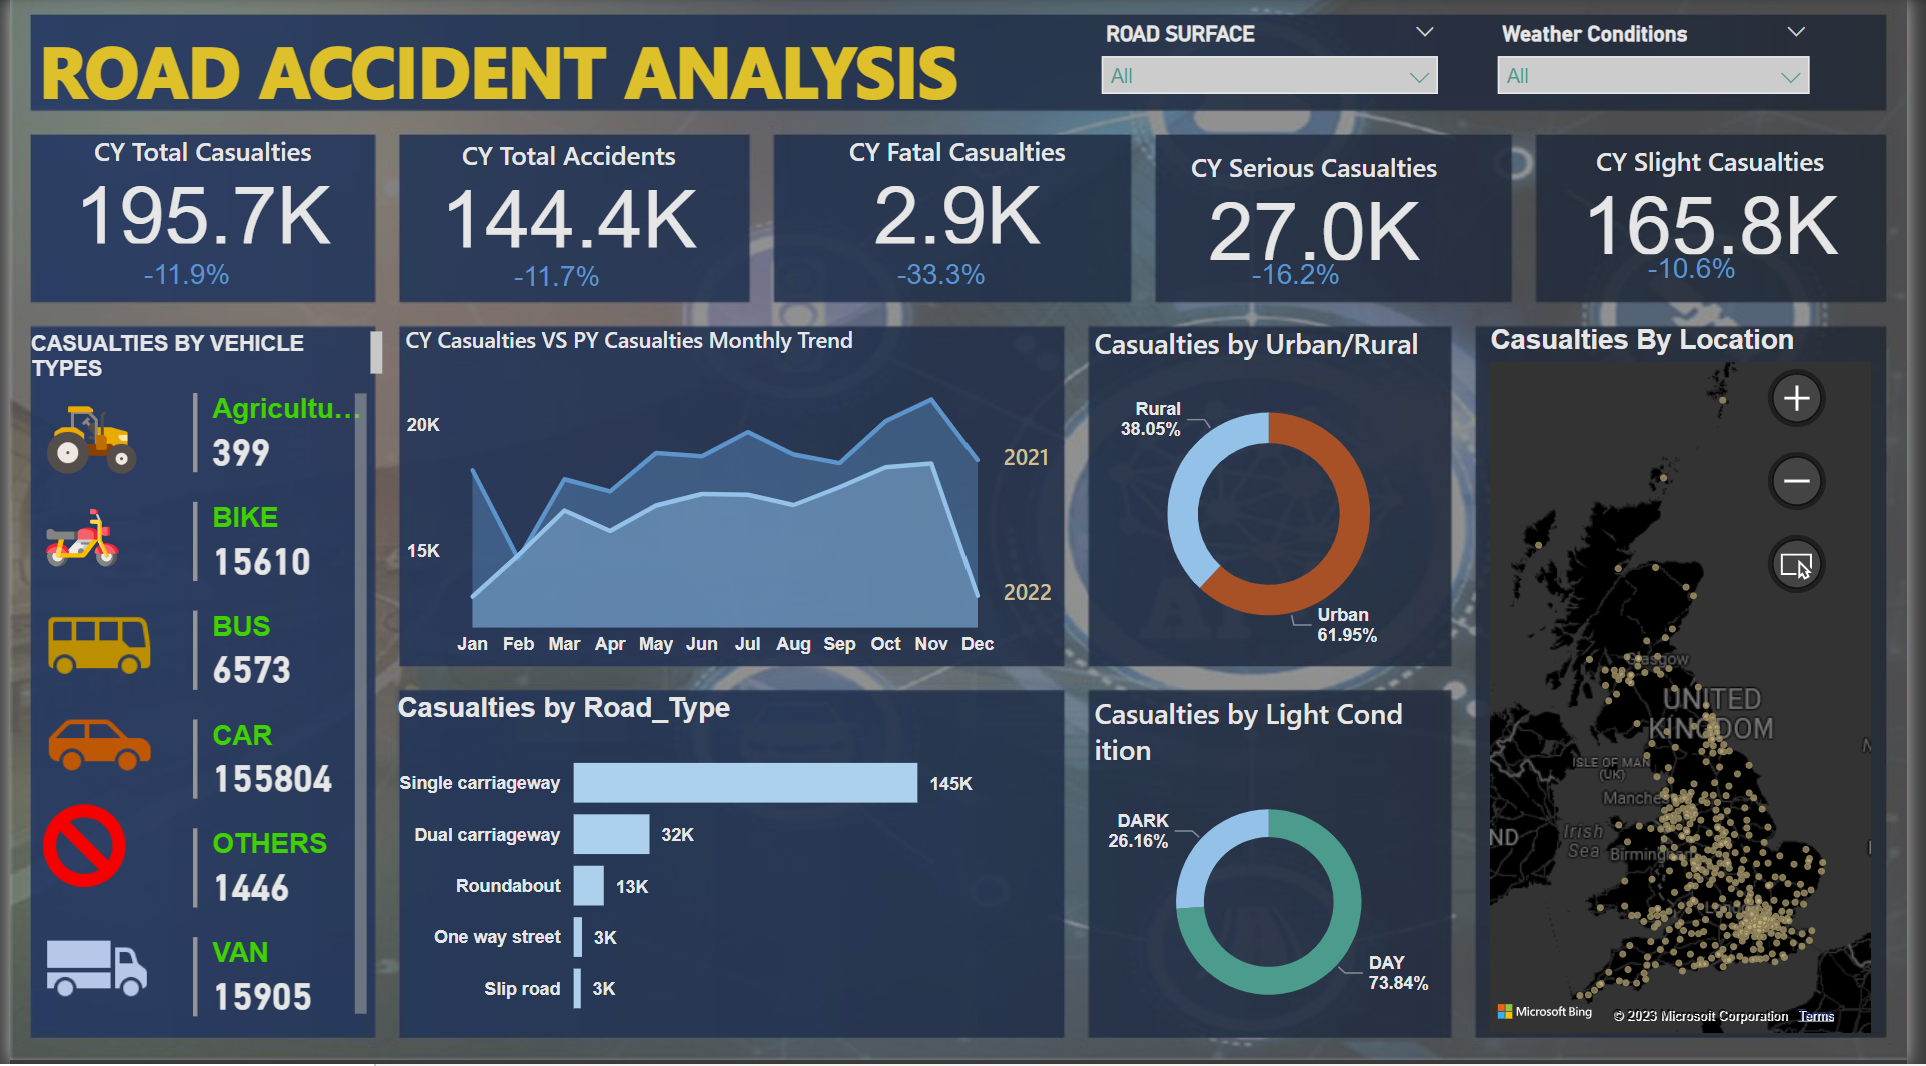 ROAD ACCIDENT ANALYSIS
ROAD SURFACE
All
Weather Conditions
All
CY Total Casualties
195.7K
-11.9%
CY Total Accidents
144.4K
-11.7%
CY Fatal Casualties
2.9K
-33.3%
CY Serious Casualties
27.0K
-16.2%
CY Slight Casualties
165.8K
-10.6%
CASUALTIES BY VEHICLE
TYPES
Agricultu...
399
BIKE
15610
BUS
6573
CAR
155804
OTHERS
1446
VAN
15905
CY Casualties VS PY Casualties Monthly Trend
20K
15K
2021
2022
Jan Feb Mar Apr May Jun Jul Aug Sep Oct Nov Dec
Casualties by Road_Type
Single carriageway 145K
Dual carriageway 32K
Roundabout 13K
One way street 3K
Slip road 3K
Casualties by Urban/Rural
Rural
38.05%
Urban
61.95%
Casualties by Light Cond
ition
DARK
26.16%
DAY
73.84%
Casualties By Location
Glasgow
UNITED
KINGDOM
ISLE OF MAN
(UK)
Manches
Irish
Sea
Birmingh
ND
Microsoft Bing
© 2023 Microsoft Corporation Terms